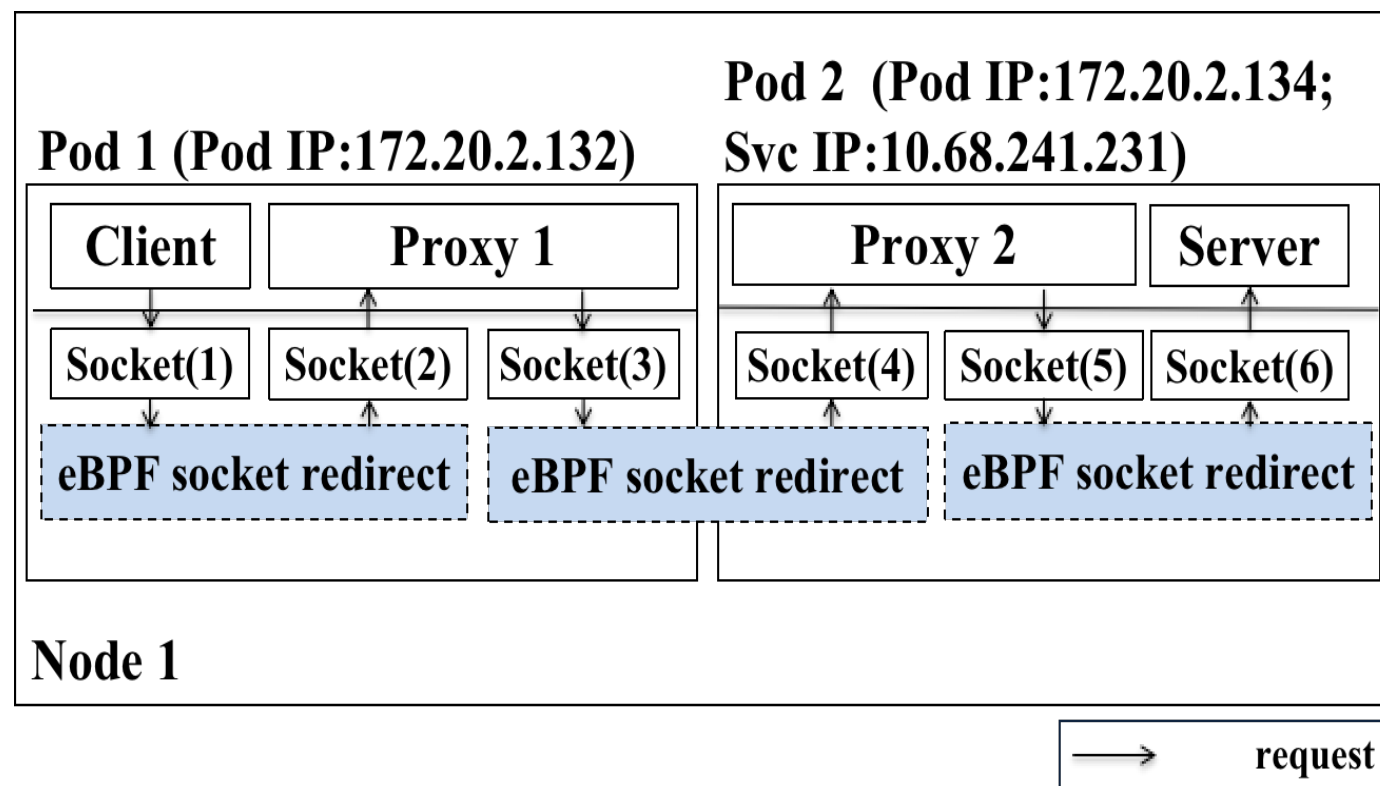 Pod 1 (Pod IP:172.20.2.132)
Pod 2 (Pod IP:172.20.2.134;
Svc IP:10.68.241.231)
Client
Proxy 1
Proxy 2
Server
Socket(1)
Socket(2)
Socket(3)
Socket(4)
Socket(5)
Socket(6)
eBPF socket redirect
eBPF socket redirect
eBPF socket redirect
Node 1
request